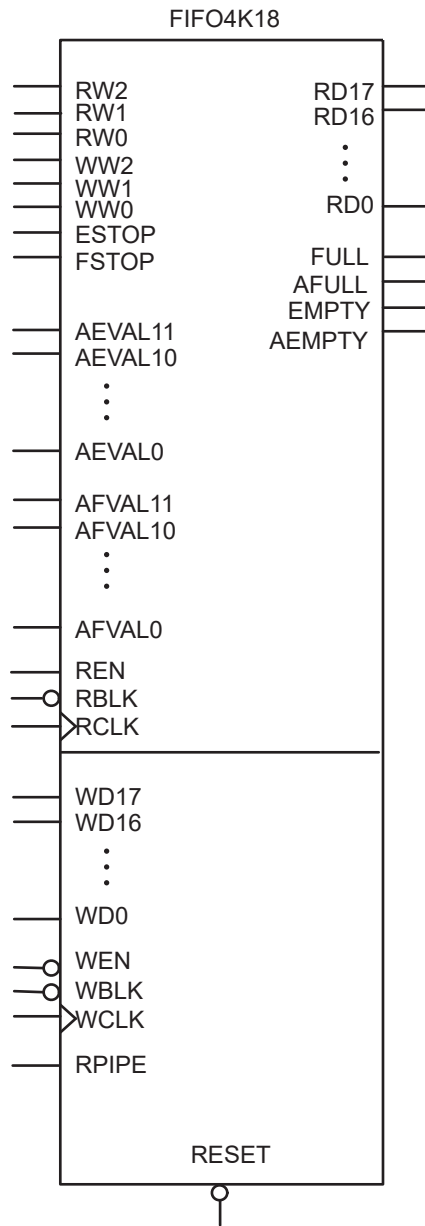 FIFO4K18
RW2
RW1
RW0
WW2
WW1
WW0
ESTOP
FSTOP
RD17
RD16
RD0
FULL
AFULL
EMPTY
AEMPTY
AEVAL11
AEVAL10
AEVAL0
AFVAL11
AFVAL10
AFVAL0
REN
RBLK
RCLK
WD17
WD16
WD0
WEN
WBLK
WCLK
RPIPE
RESET